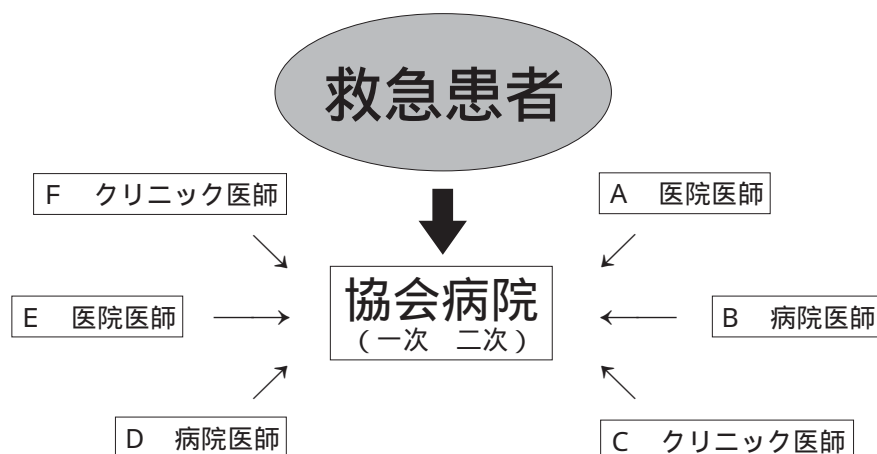 救急患者
F　クリニック医師
A　医院医師
協会病院
（一次　二次）
E　医院医師
B　病院医師
D　病院医師
C　クリニック医師